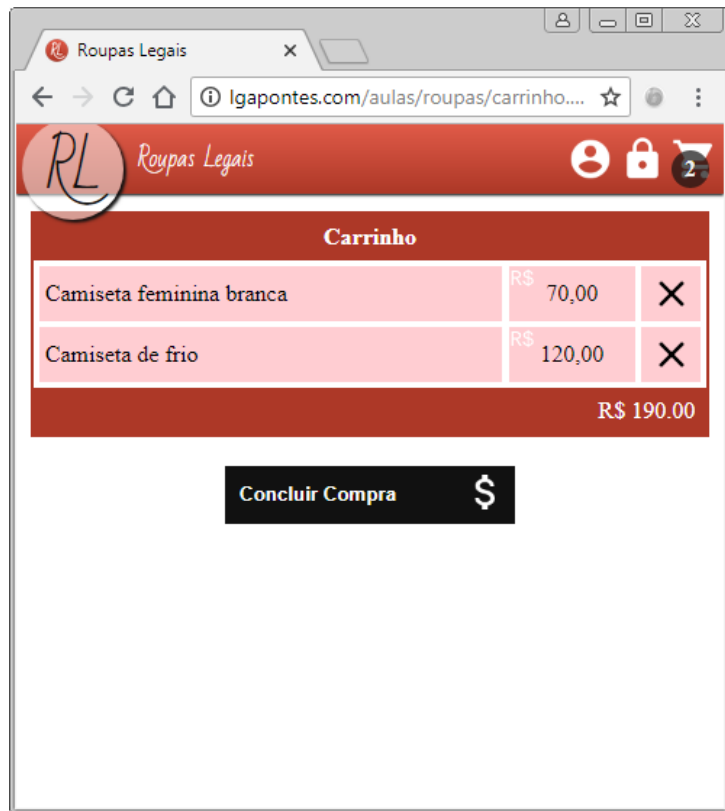 Roupas Legais
lgapontes.com/aulas/roupas/carrinho....
RL Roupas Legais 2
Carrinho
Camiseta feminina branca R$ 70,00
Camiseta de frio R$ 120,00
R$ 190.00
Concluir Compra $